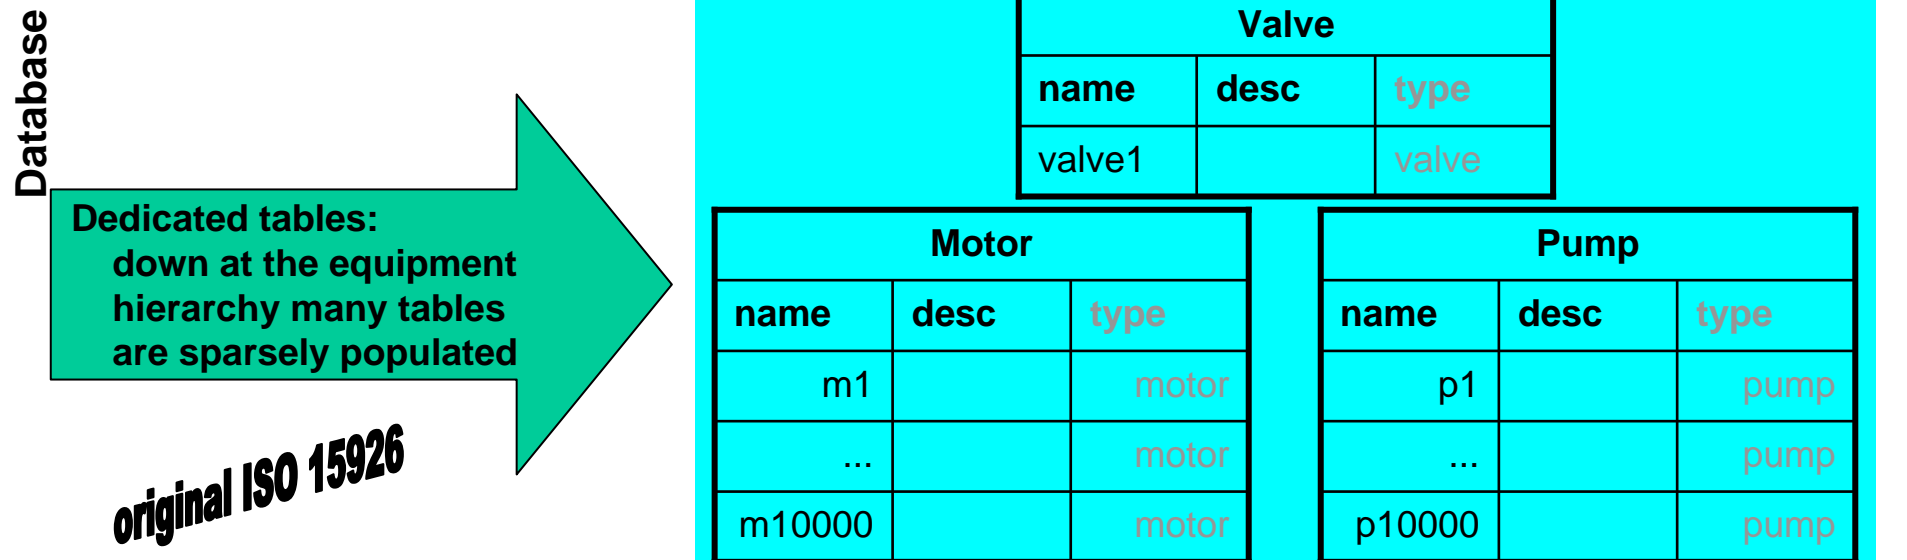 Database
Dedicated tables:
down at the equipment
hierarchy many tables
are sparsely populated
original ISO 15926
Valve
name desc type
valve1 valve
Motor
name desc type
m1 motor
... motor
m10000 motor
Pump
name desc type
p1 pump
... pump
p10000 pump